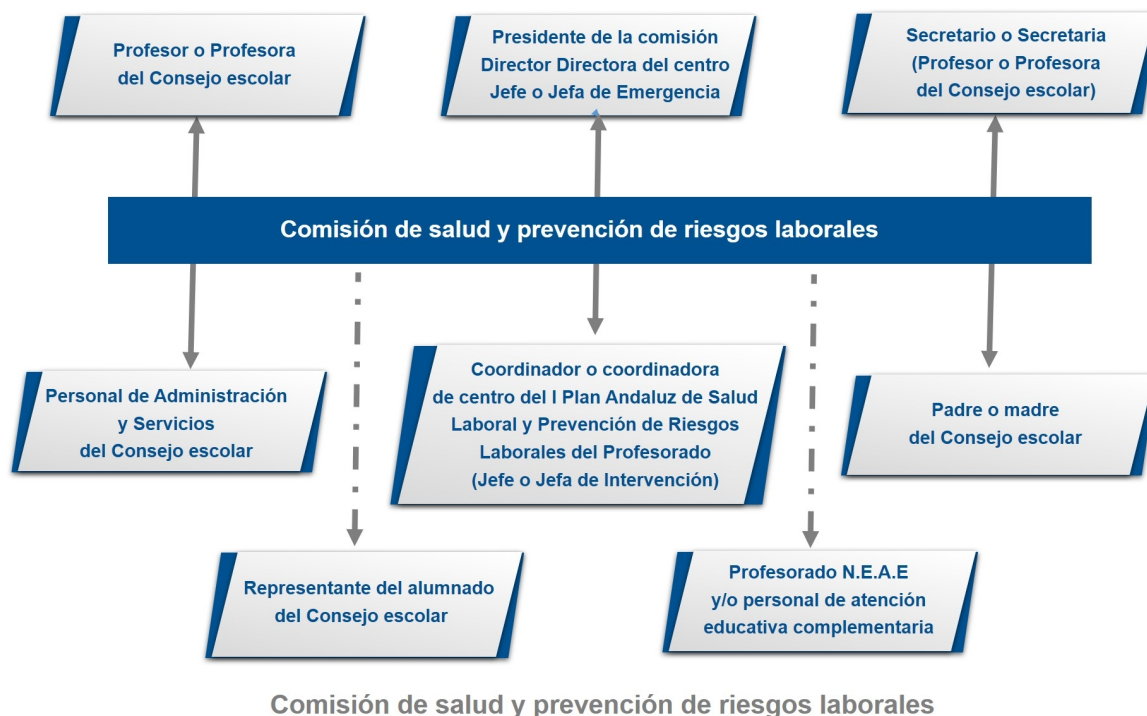 Profesor o Profesora
del Consejo escolar
Presidente de la comisión
Director Directora del centro
Jefe o Jefa de Emergencia
Secretario o Secretaria
(Profesor o Profesora
del Consejo escolar)
Comisión de salud y prevención de riesgos laborales
Personal de Administración
y Servicios
del Consejo escolar
Coordinador o coordinadora
de centro del I Plan Andaluz de Salud
Laboral y Prevención de Riesgos
Laborales del Profesorado
(Jefe o Jefa de Intervención)
Padre o madre
del Consejo escolar
Representante del alumnado
del Consejo escolar
Profesorado N.E.A.E
y/o personal de atención
educativa complementaria
Comisión de salud y prevención de riesgos laborales